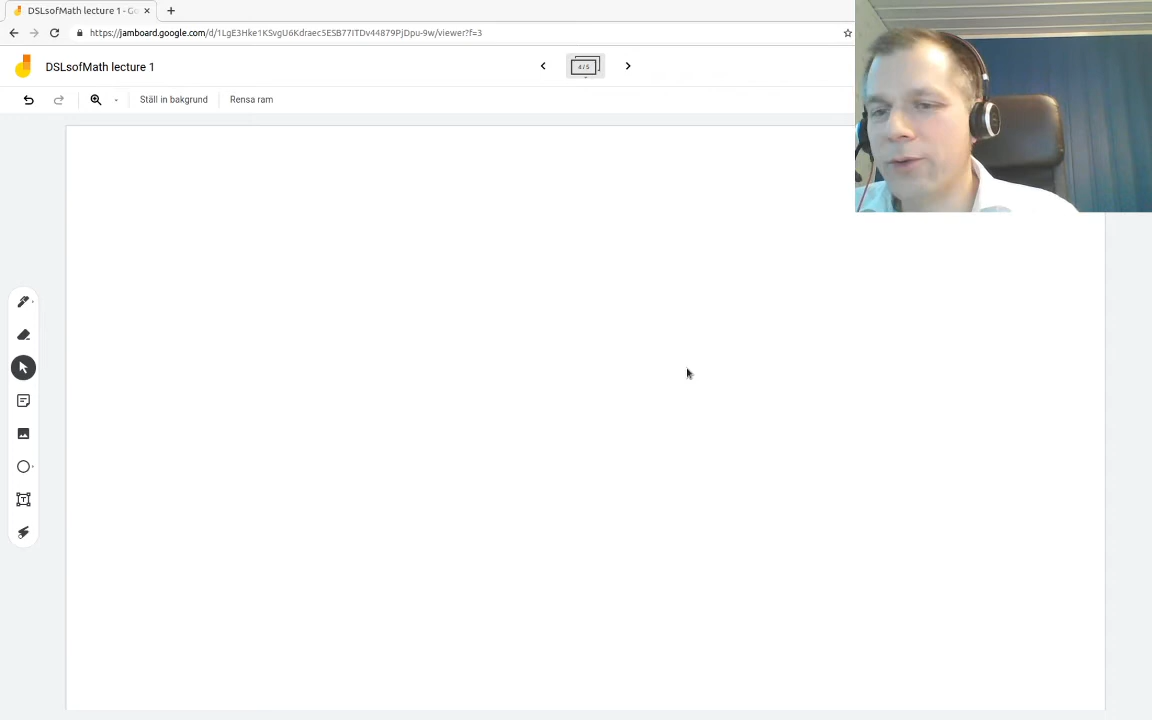 DSLsofMath lecture 1 - Go
https://jamboard.google.com/d/1LgE3Hke1KSvgU6Kdraec5ESB77ITDv44879PjDpu-9w/viewer?f=3
DSLsofMath lecture 1
4/5
Ställ in bakgrund
Rensa ram